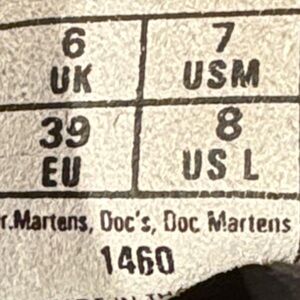 6 7
UK USM
39 8
EU US L
r.Martens, Doc's, Doc Martens
1460